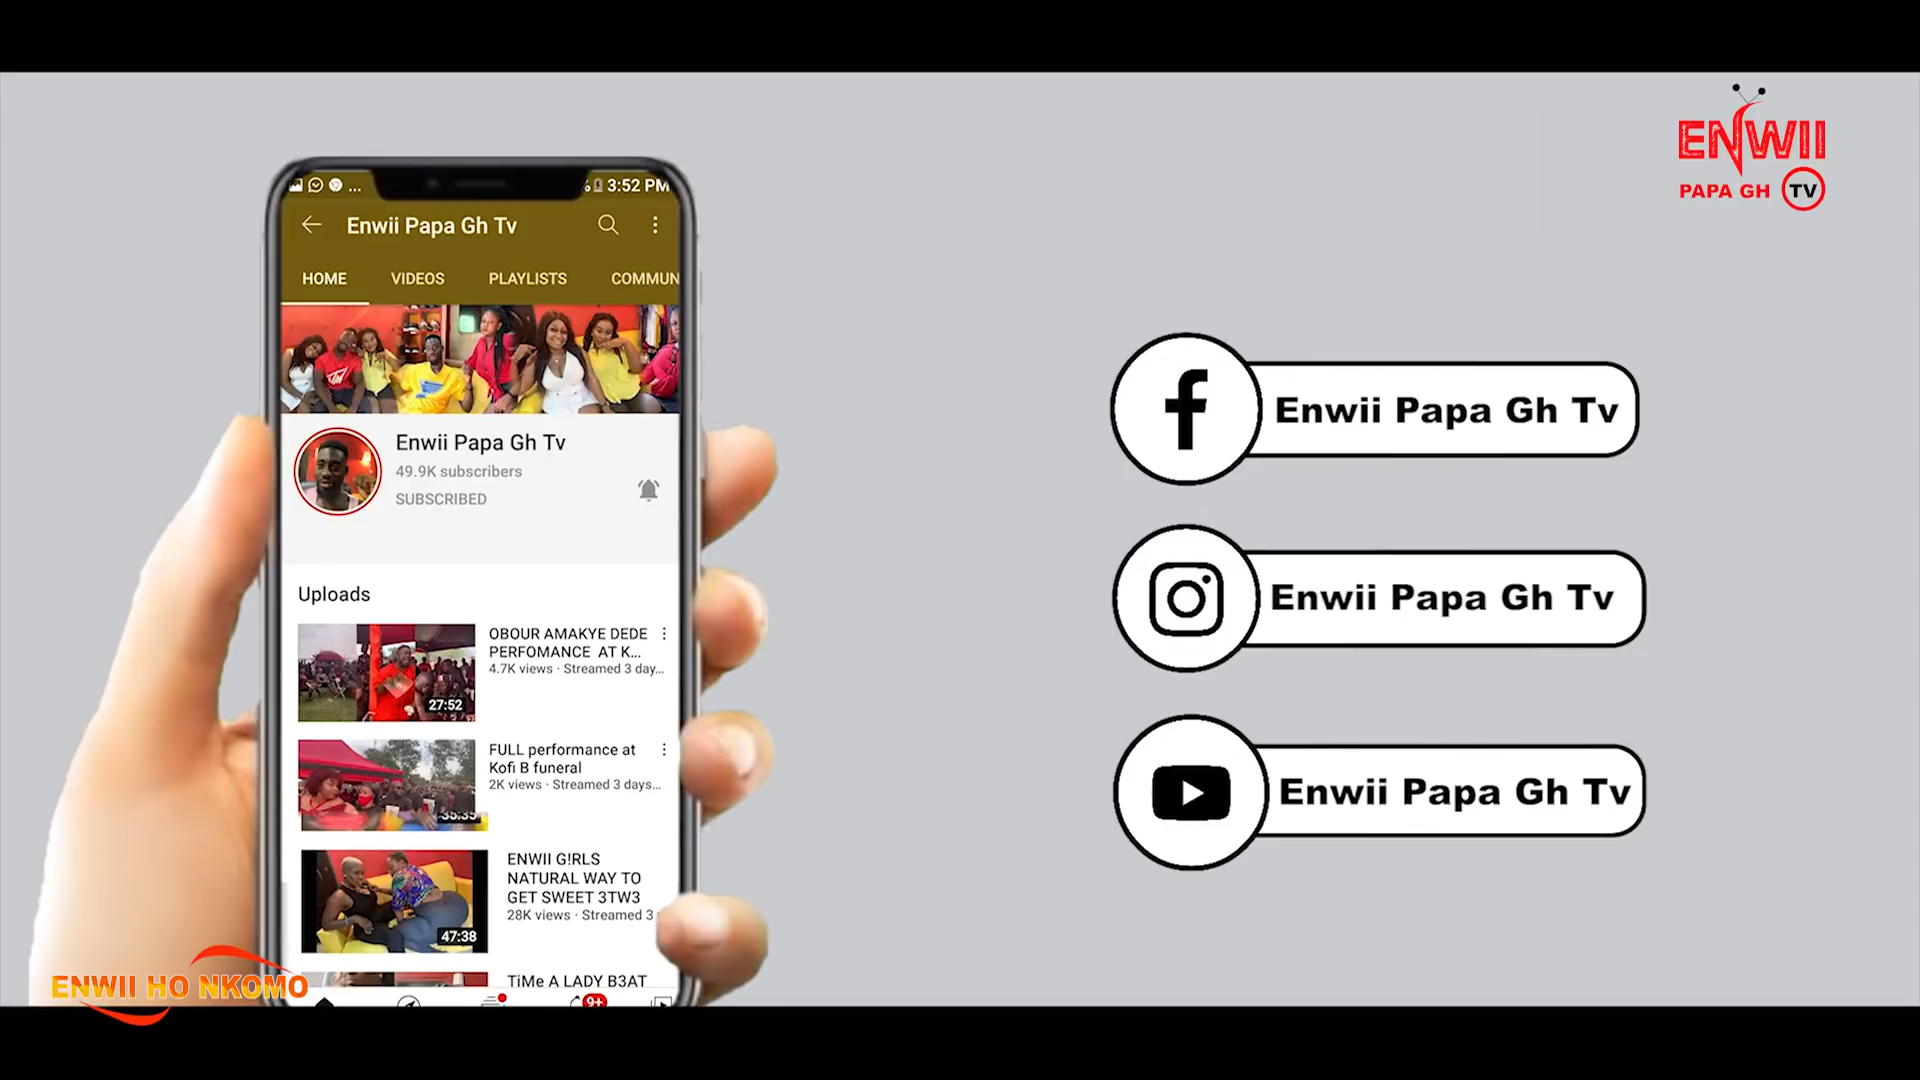 ENWII
PAPA GH TV
3:52 PM
Enwii Papa Gh Tv
HOME VIDEOS PLAYLISTS COMMUN
Enwii Papa Gh Tv
49.9K subscribers
SUBSCRIBED
Uploads
OBOUR AMAKYE DEDE
PERFOMANCE AT K...
4.7K views · Streamed 3 day...
27:52
FULL performance at
Kofi B funeral
2K views · Streamed 3 days...
35:35
ENWII G!RLS
NATURAL WAY TO
GET SWEET 3TW3
28K views · Streamed 3
47:38
TiMe A LADY B3AT
9+
Enwii Papa Gh Tv
Enwii Papa Gh Tv
Enwii Papa Gh Tv
ENWII HO NKOMO